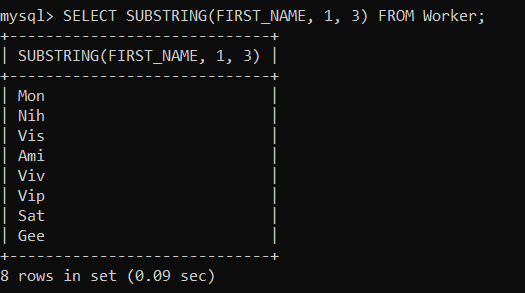 mysql> SELECT SUBSTRING(FIRST_NAME, 1, 3) FROM Worker;
+-----------------------------+
| SUBSTRING(FIRST_NAME, 1, 3) |
+-----------------------------+
| Mon                         |
| Nih                         |
| Vis                         |
| Ami                         |
| Viv                         |
| Vip                         |
| Sat                         |
| Gee                         |
+-----------------------------+
8 rows in set (0.09 sec)